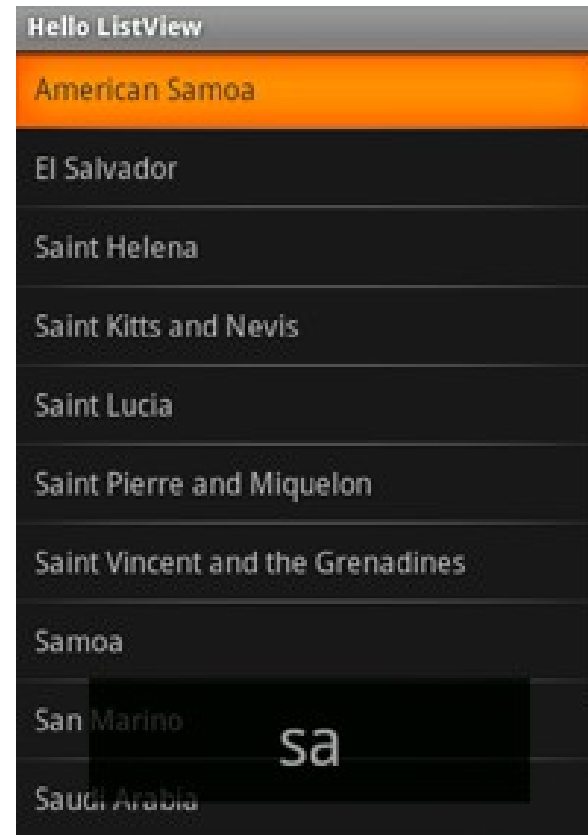 Hello ListView
American Samoa
El Salvador
Saint Helena
Saint Kitts and Nevis
Saint Lucia
Saint Pierre and Miquelon
Saint Vincent and the Grenadines
Samoa
San Marino
sa
Saudi Arabia